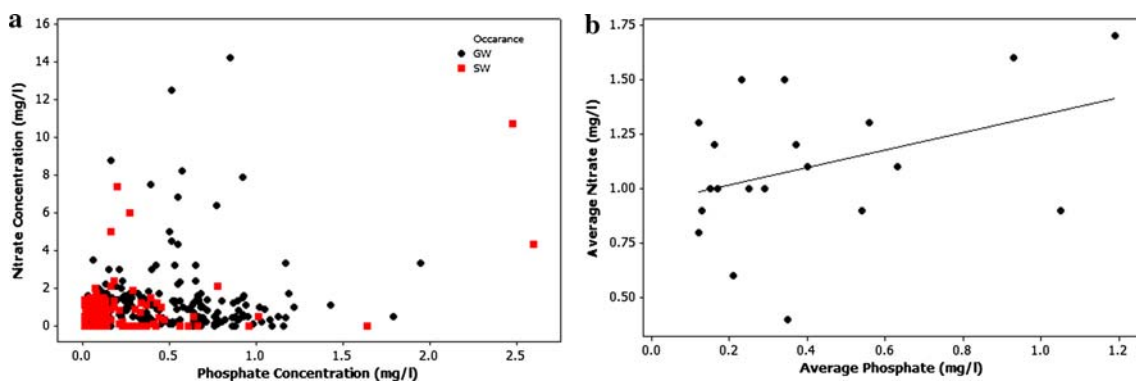 a
Nitrate Concentration (mg/l)
16
14
12
10
8
6
4
2
0
0.0 0.5 1.0 1.5 2.0 2.5
Phosphate Concentration (mg/l)
Occarance
GW
SW
b
Average Nitrate (mg/l)
1.75
1.50
1.25
1.00
0.75
0.50
0.0 0.2 0.4 0.6 0.8 1.0 1.2
Average Phosphate (mg/l)